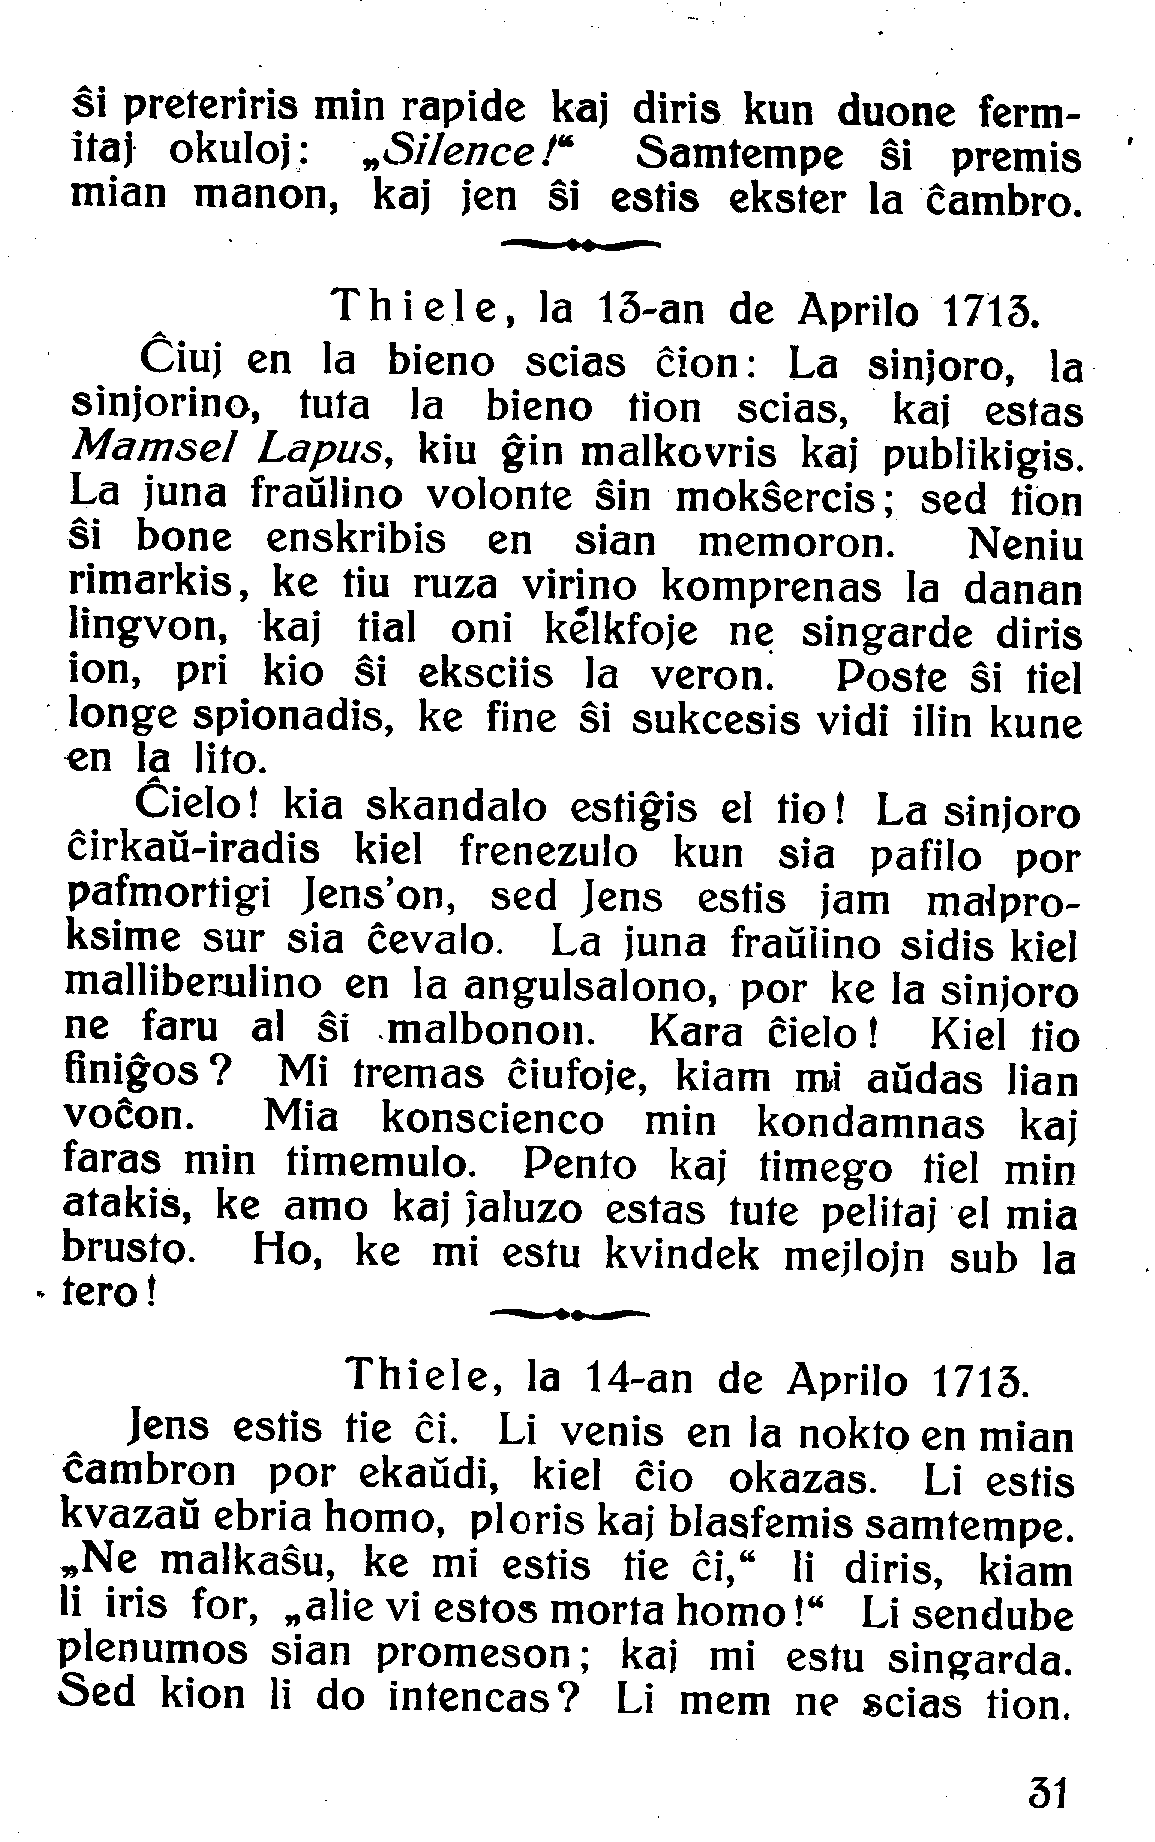 ŝi preteriris min rapide kaj diris kun duone ferm-
itaj okuloj: „Silence!“ Samtempe ŝi premis
mian manon, kaj jen ŝi estis ekster la ĉambro.
Thiele, la 13-an de Aprilo 1713.
Ĉiuj en la bieno scias ĉion: La sinjoro, la
sinjorino, tuta la bieno tion scias, kaj estas
Mamsel Lapus, kiu ĝin malkovris kaj publikigis.
La juna fraŭlino volonte ŝin mokŝercis; sed tion
ŝi bone enskribis en sian memoron. Neniu
rimarkis, ke tiu ruza virino komprenas la danan
lingvon, kaj tial oni kelkfoje ne singarde diris
ion, pri kio ŝi eksciis la veron. Poste ŝi tiel
longe spionadis, ke fine ŝi sukcesis vidi ilin kune
en la lito.
Ĉielo! kia skandalo estiĝis el tio! La sinjoro
ĉirkaŭ-iradis kiel frenezulo kun sia pafilo por
pafmortigi Jens’on, sed Jens estis jam malpro-
ksime sur sia ĉevalo. La juna fraŭlino sidis kiel
malliberulino en la angulsalono, por ke la sinjoro
ne faru al ŝi malbonon. Kara ĉielo! Kiel tio
finiĝos? Mi tremas ĉiufoje, kiam mi aŭdas lian
voĉon. Mia konscienco min kondamnas kaj
faras min timemulo. Pento kaj timego tiel min
atakis, ke amo kaj ĵaluzo estas tute pelitaj el mia
brusto. Ho, ke mi estu kvindek mejlojn sub la
tero!
Thiele, la 14-an de Aprilo 1713.
Jens estis tie ĉi. Li venis en la nokto en mian
ĉambron por ekaŭdi, kiel ĉio okazas. Li estis
kvazaŭ ebria homo, ploris kaj blasfemis samtempe.
„Ne malkaŝu, ke mi estis tie ĉi,“ li diris, kiam
li iris for, „alie vi estos morta homo!“ Li sendube
plenumos sian promeson; kaj mi estu singarda.
Sed kion li do intencas? Li mem ne scias tion.
31